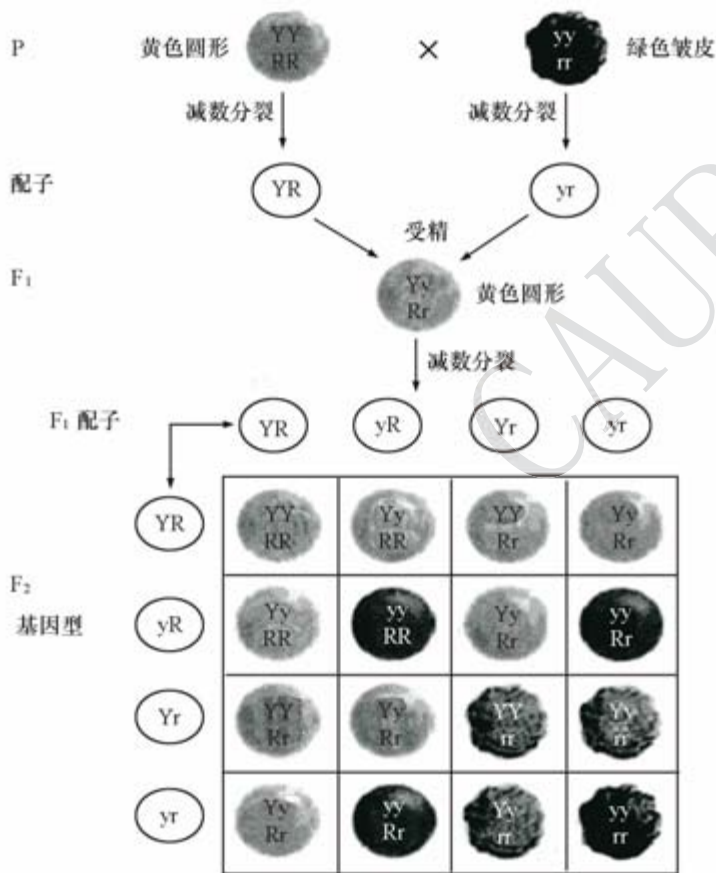 P 黄色圆形 YY RR × yy rr 绿色皱皮
减数分裂 减数分裂
配子 YR yr
受精
F₁ Yy Rr 黄色圆形
减数分裂
F₁ 配子 YR yR Yr yr
YR YY RR Yy RR YY Rr Yy Rr
F₂
基因型
yR Yy RR yy RR Yy Rr yy Rr
Yr YY Rr Yy Rr YY rr Yy rr
yr Yy Rr yy Rr Yy rr yy rr
CAUP